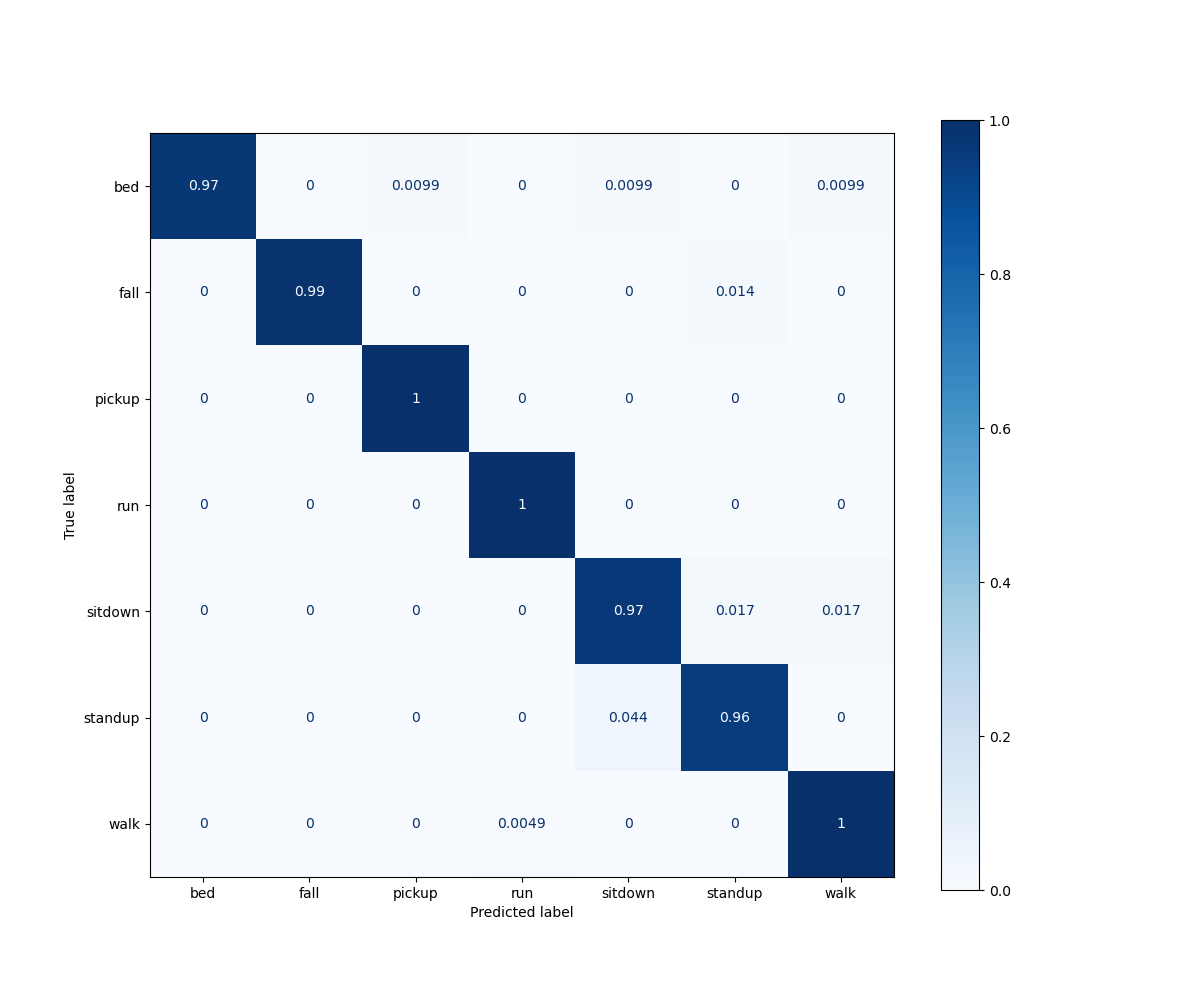 1.0
bed 0.97 0 0.0099 0 0.0099 0 0.0099
0.8
fall 0 0.99 0 0 0 0.014 0
pickup 0 0 1 0 0 0 0
0.6
True label
run 0 0 0 1 0 0 0
0.4
sitdown 0 0 0 0 0.97 0.017 0.017
standup 0 0 0 0 0.044 0.96 0
0.2
walk 0 0 0 0.0049 0 0 1
0.0
bed fall pickup run sitdown standup walk
Predicted label